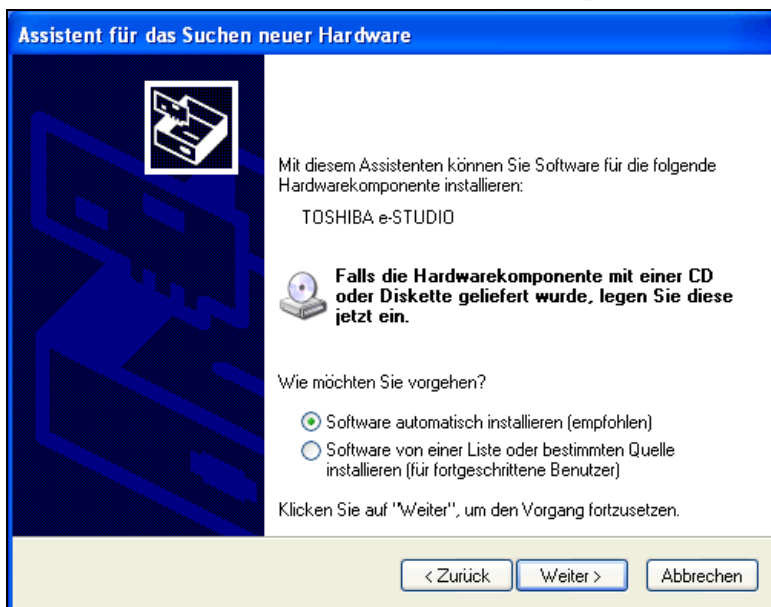 Assistent für das Suchen neuer Hardware
Mit diesem Assistenten können Sie Software für die folgende
Hardwarekomponente installieren:
TOSHIBA e-STUDIO
Falls die Hardwarekomponente mit einer CD
oder Diskette geliefert wurde, legen Sie diese
jetzt ein.
Wie möchten Sie vorgehen?
Software automatisch installieren (empfohlen)
Software von einer Liste oder bestimmten Quelle
installieren (für fortgeschrittene Benutzer)
Klicken Sie auf "Weiter", um den Vorgang fortzusetzen.
< Zurück Weiter > Abbrechen